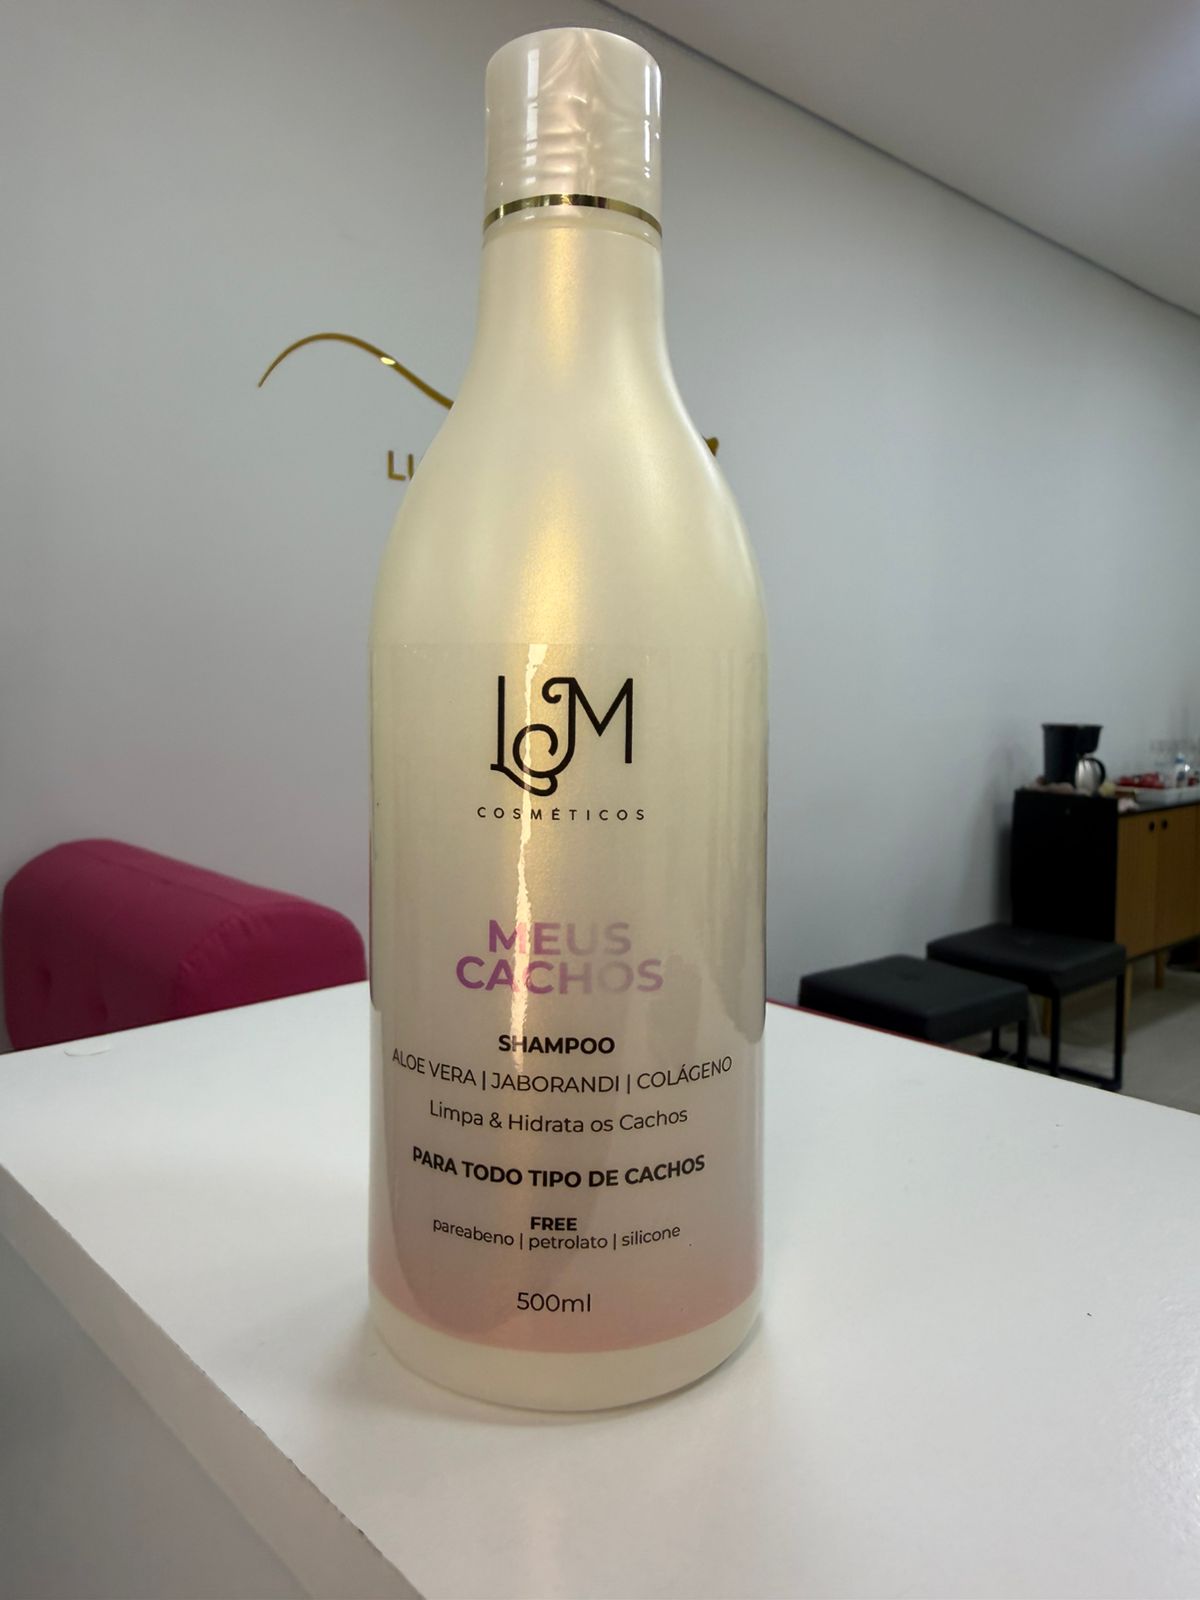 LM
COSMÉTICOS
MEUS
CACHOS
SHAMPOO
ALOE VERA | JABORANDI | COLÁGENO
Limpa & Hidrata os Cachos
PARA TODO TIPO DE CACHOS
FREE
pareabeno | petrolato | silicone
500ml